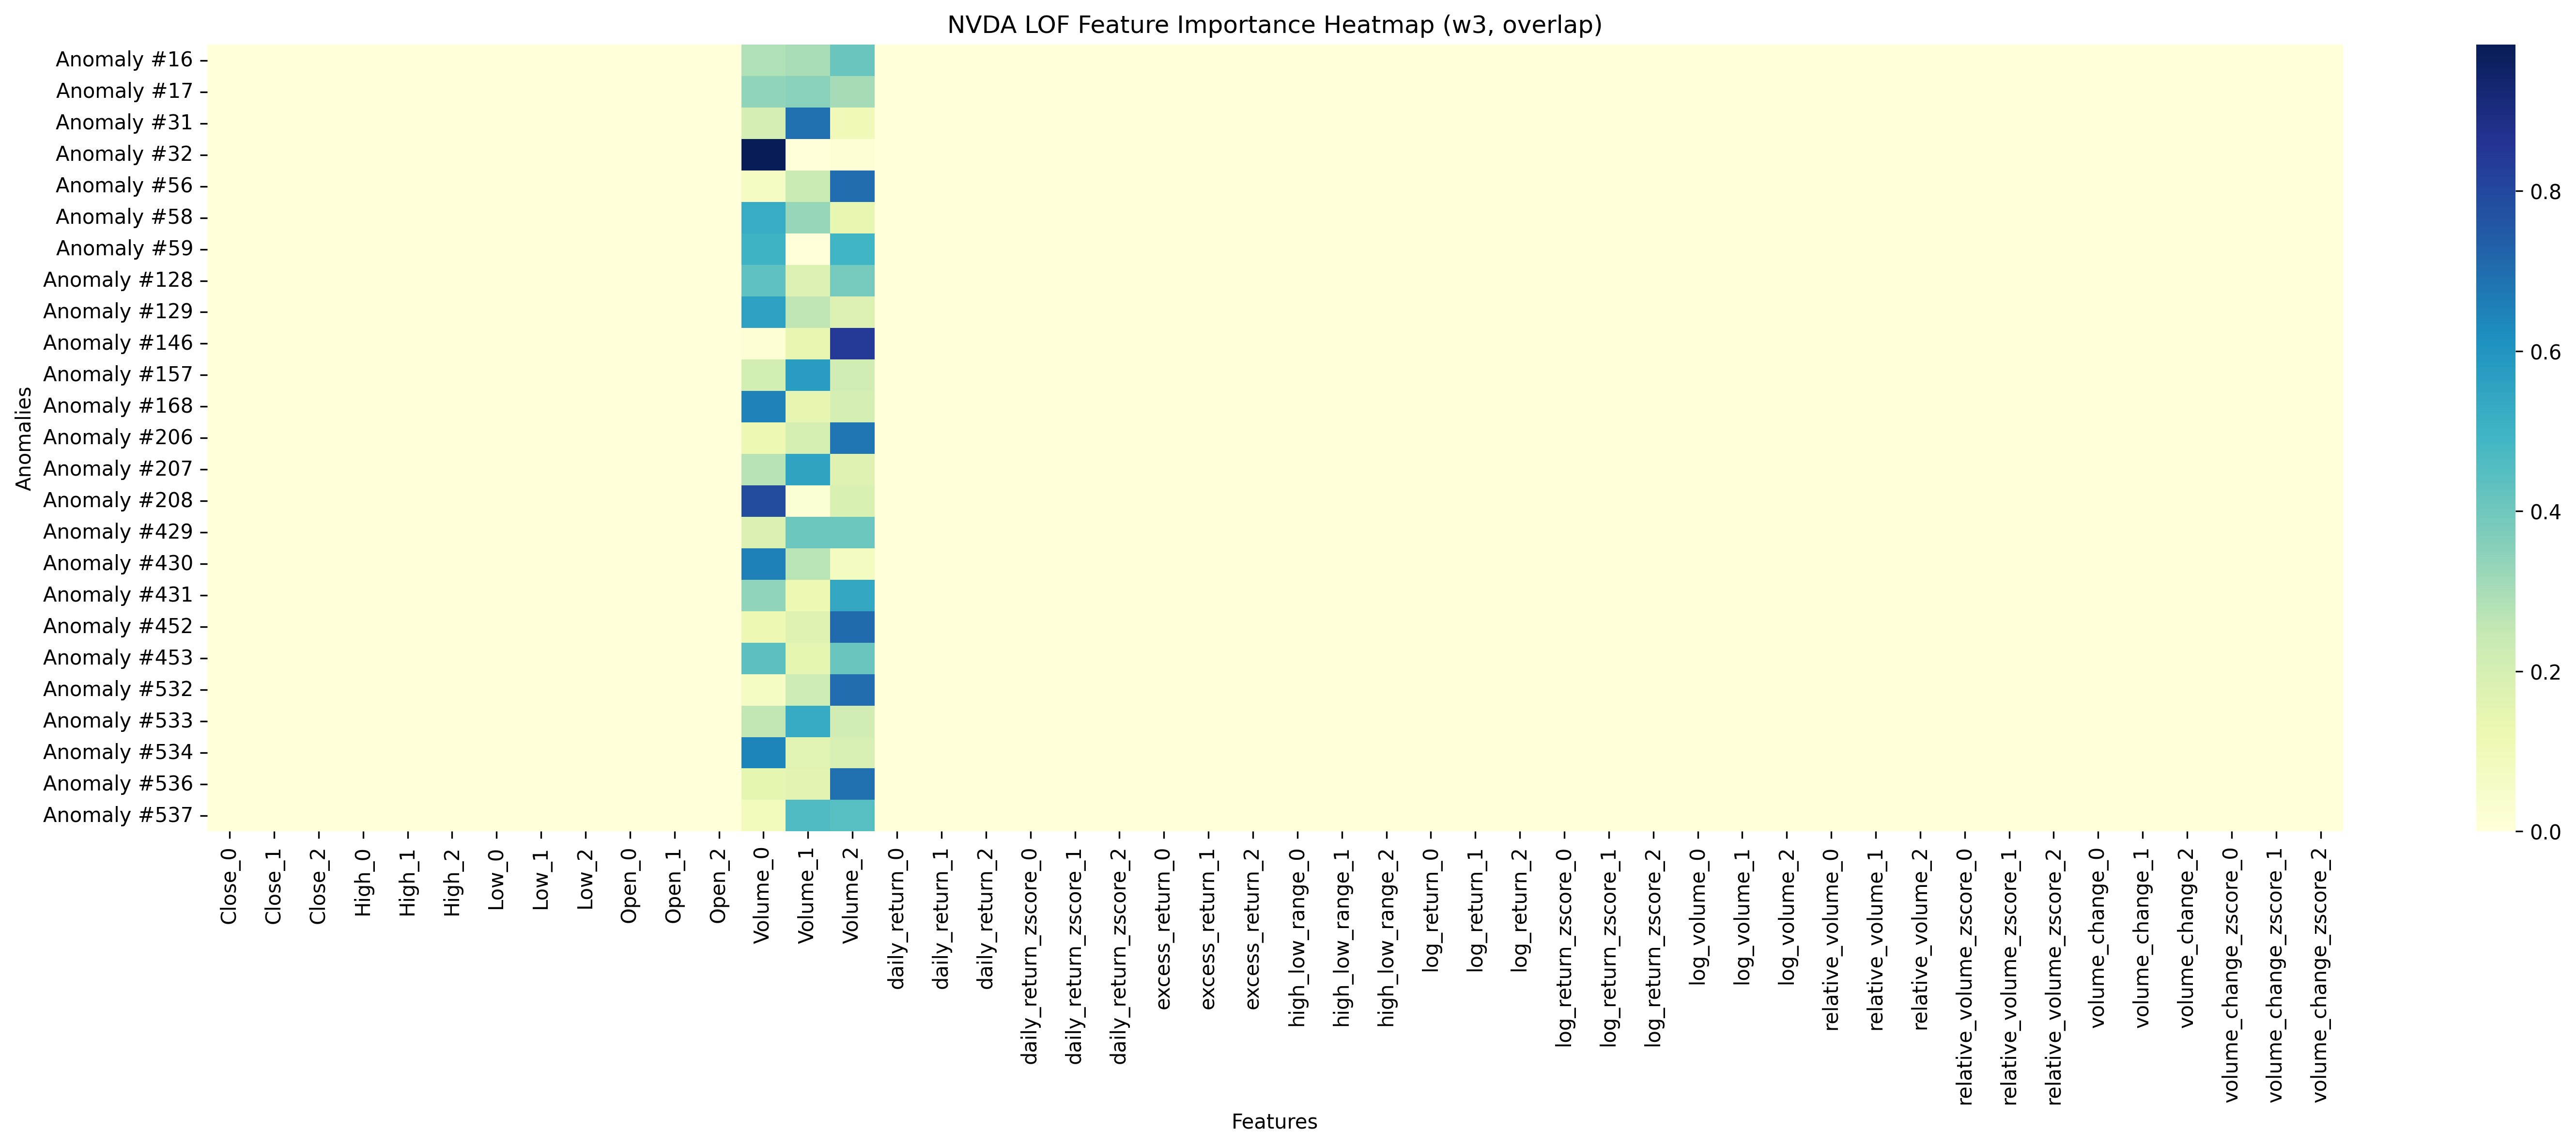 NVDA LOF Feature Importance Heatmap (w3, overlap)
Anomalies
Anomaly #16
Anomaly #17
Anomaly #31
Anomaly #32
Anomaly #56
Anomaly #58
Anomaly #59
Anomaly #128
Anomaly #129
Anomaly #146
Anomaly #157
Anomaly #168
Anomaly #206
Anomaly #207
Anomaly #208
Anomaly #429
Anomaly #430
Anomaly #431
Anomaly #452
Anomaly #453
Anomaly #532
Anomaly #533
Anomaly #534
Anomaly #536
Anomaly #537
0.8
0.6
0.4
0.2
0.0
Close_0
Close_1
Close_2
High_0
High_1
High_2
Low_0
Low_1
Low_2
Open_0
Open_1
Open_2
Volume_0
Volume_1
Volume_2
daily_return_0
daily_return_1
daily_return_2
daily_return_zscore_0
daily_return_zscore_1
daily_return_zscore_2
excess_return_0
excess_return_1
excess_return_2
high_low_range_0
high_low_range_1
high_low_range_2
log_return_0
log_return_1
log_return_2
log_return_zscore_0
log_return_zscore_1
log_return_zscore_2
log_volume_0
log_volume_1
log_volume_2
relative_volume_0
relative_volume_1
relative_volume_2
relative_volume_zscore_0
relative_volume_zscore_1
relative_volume_zscore_2
volume_change_0
volume_change_1
volume_change_2
volume_change_zscore_0
volume_change_zscore_1
volume_change_zscore_2
Features